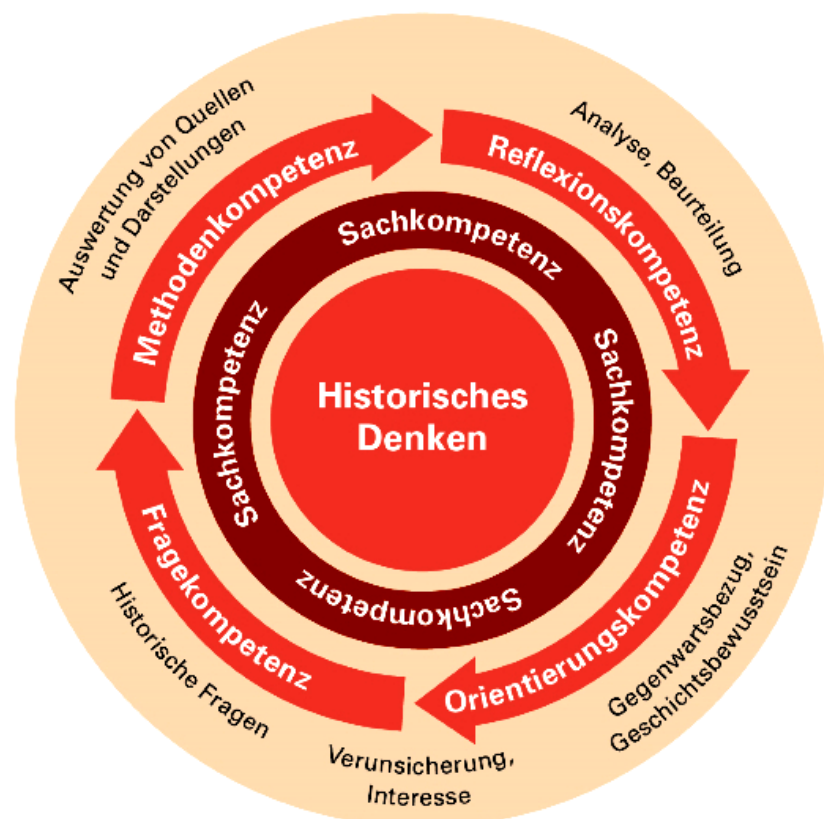 Auswertung von Quellen
und Darstellungen
Methodenkompetenz
Reflexionskompetenz
Analyse, Beurteilung
Sachkompetenz
Sachkompetenz
Sachkompetenz
Sachkompetenz
Historisches
Denken
Fragekompetenz
Historische Fragen
Orientierungskompetenz
Gegenwartsbezug,
Geschichtsbewusstsein
Verunsicherung,
Interesse